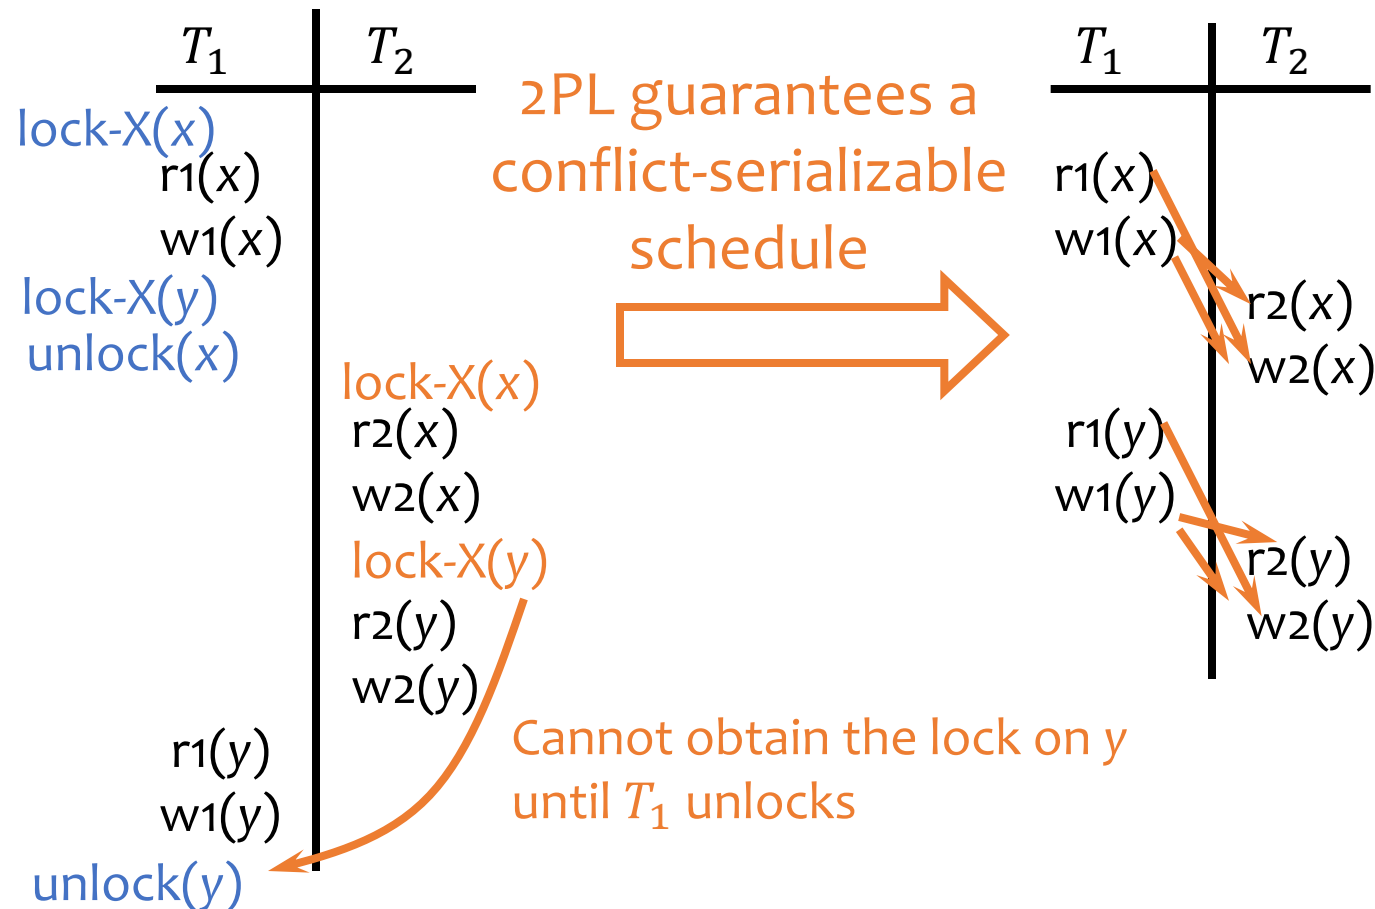 T₁ T₂
lock-X(x)
r1(x)
w1(x)
lock-X(y)
unlock(x)
lock-X(x)
r2(x)
w2(x)
lock-X(y)
r2(y)
w2(y)
r1(y)
w1(y)
unlock(y)
2PL guarantees a
conflict-serializable
schedule
Cannot obtain the lock on y
until T₁ unlocks
T₁ T₂
r1(x)
w1(x)
r2(x)
w2(x)
r1(y)
w1(y)
r2(y)
w2(y)